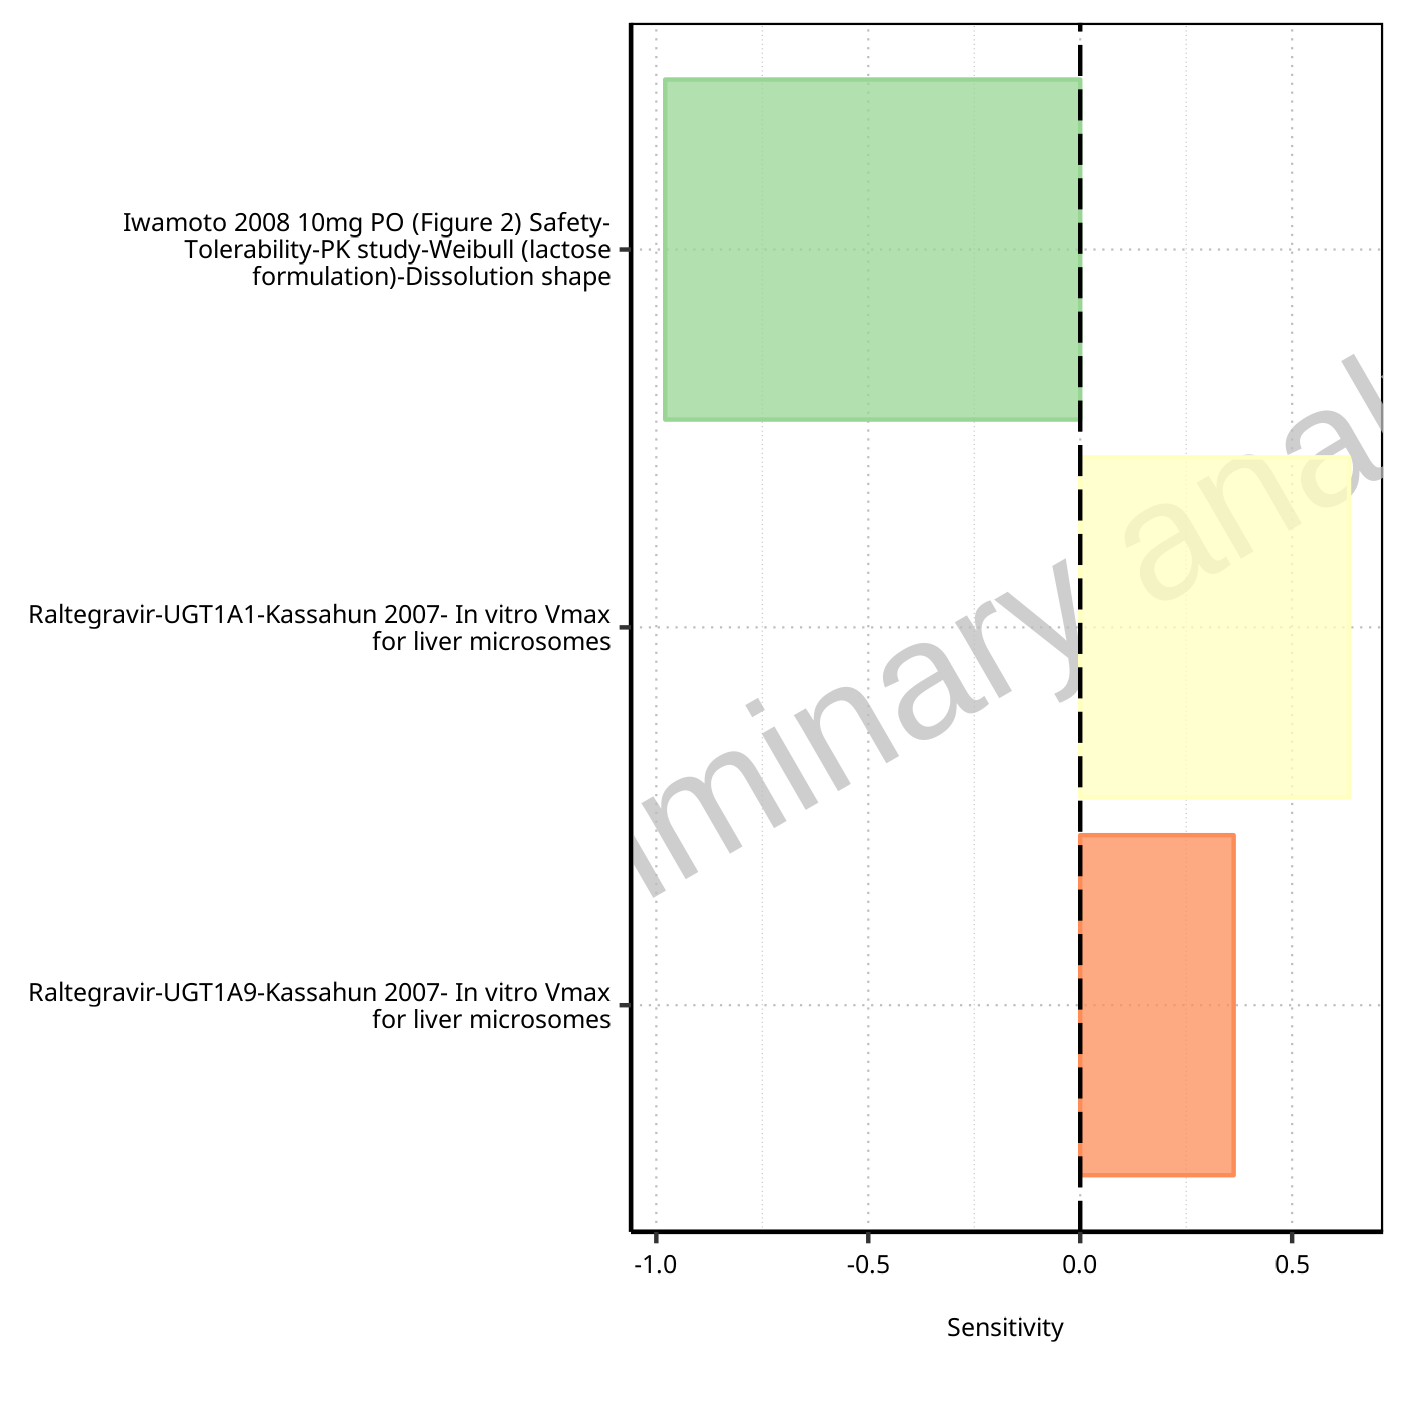 Iwamoto 2008 10mg PO (Figure 2) Safety-
Tolerability-PK study-Weibull (lactose
formulation)-Dissolution shape
Raltegravir-UGT1A1-Kassahun 2007- In vitro Vmax
for liver microsomes
Raltegravir-UGT1A9-Kassahun 2007- In vitro Vmax
for liver microsomes
-1.0 -0.5 0.0 0.5
Sensitivity